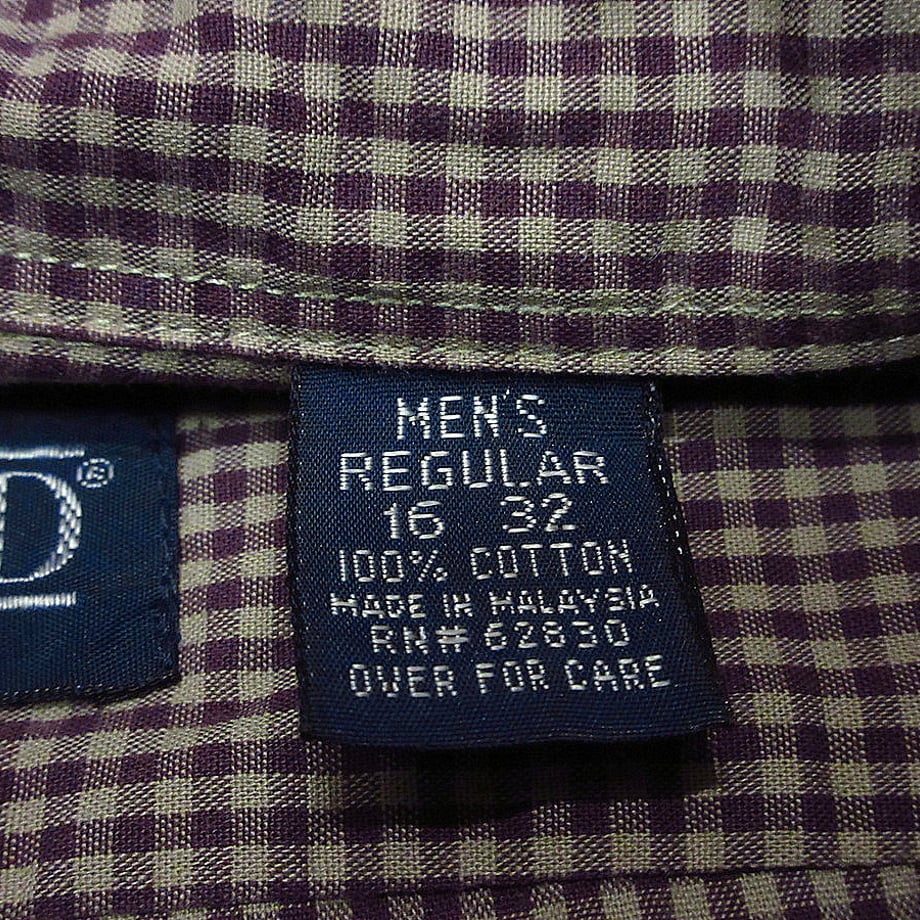 D®
MEN'S
REGULAR
16 32
100% COTTON
MADE IN MALAYSIA
RN# 62830
OVER FOR CARE